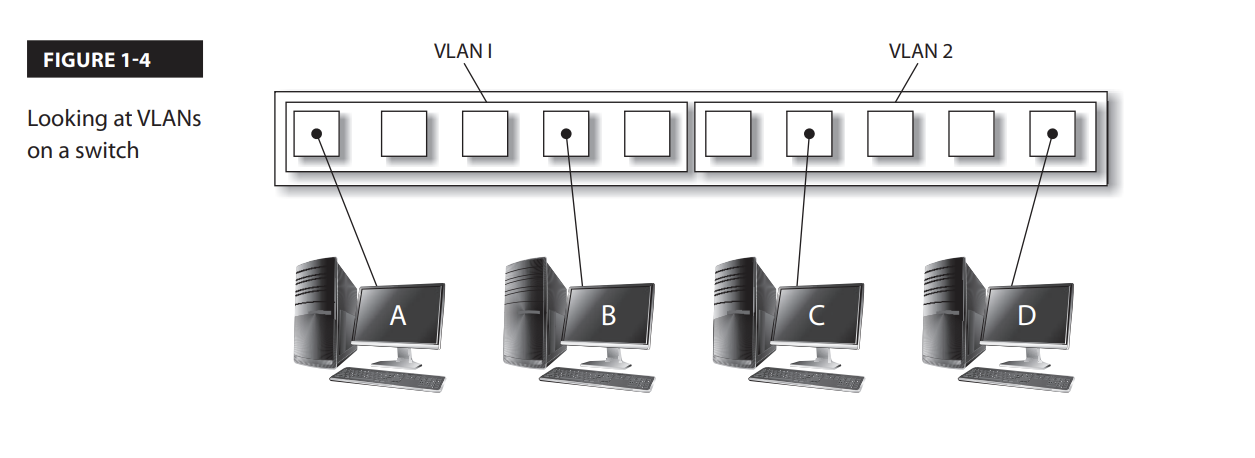 FIGURE 1-4
Looking at VLANs
on a switch
VLAN I
VLAN 2
A
B
C
D